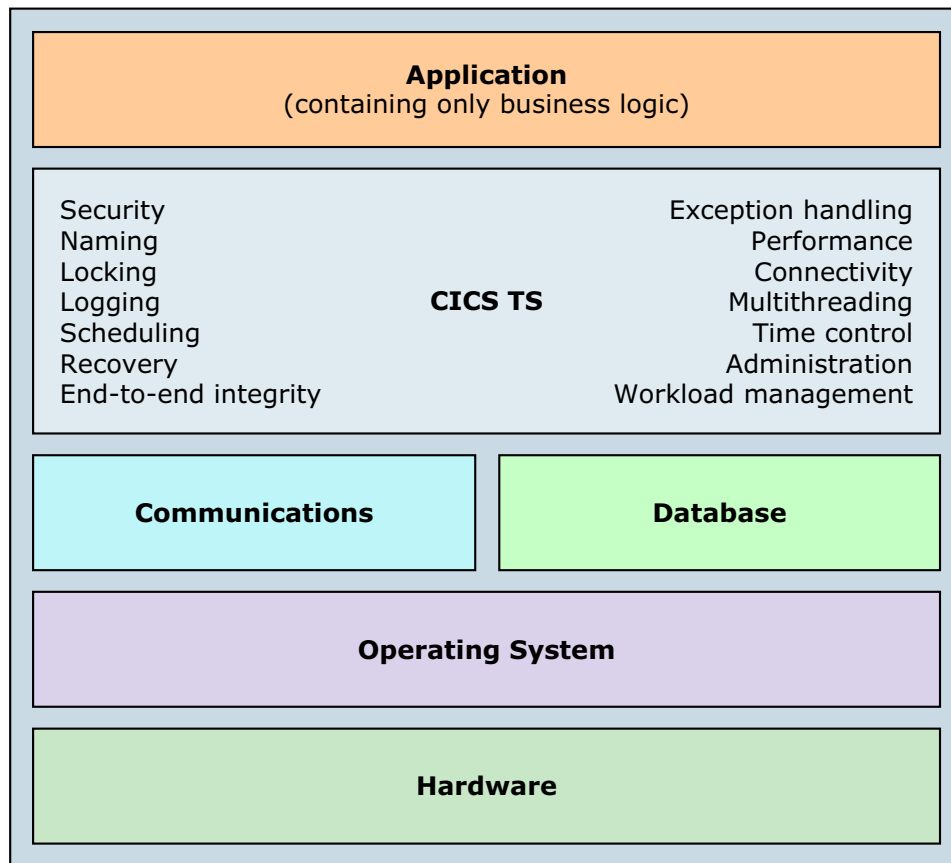 Application
(containing only business logic)
Security
Naming
Locking
Logging
Scheduling
Recovery
End-to-end integrity
CICS TS
Exception handling
Performance
Connectivity
Multithreading
Time control
Administration
Workload management
Communications
Database
Operating System
Hardware